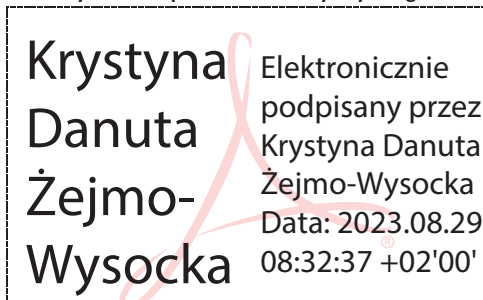 Krystyna
Danuta
Żejmo-
Wysocka
Elektronicznie
podpisany przez
Krystyna Danuta
Żejmo-Wysocka
Data: 2023.08.29
08:32:37 +02'00'
®